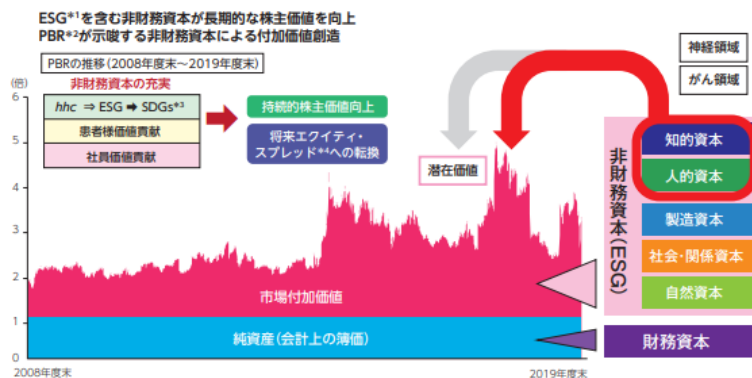 ESG*1を含む非財務資本が長期的な株主価値を向上
PBR*2が示唆する非財務資本による付加価値創造
PBRの推移(2008年度末~2019年度末)
(倍)
非財務資本の充実
hhc ⇒ ESG ➡ SDGs*3
患者様価値貢献
社員価値貢献
持続的株主価値向上
将来エクイティ・
スプレッド*4への転換
潜在価値
神経領域
がん領域
非財務資本(ESG)
知的資本
人的資本
製造資本
社会・関係資本
自然資本
財務資本
市場付加価値
純資産(会計上の簿価)
6
5
4
3
2
1
0
2008年度末
2019年度末